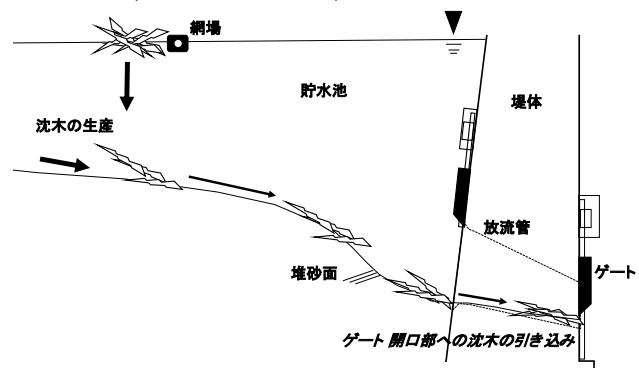 網場
貯水池
堤体
沈木の生産
放流管
堆砂面
ゲート
ゲート 開口部への沈木の引き込み